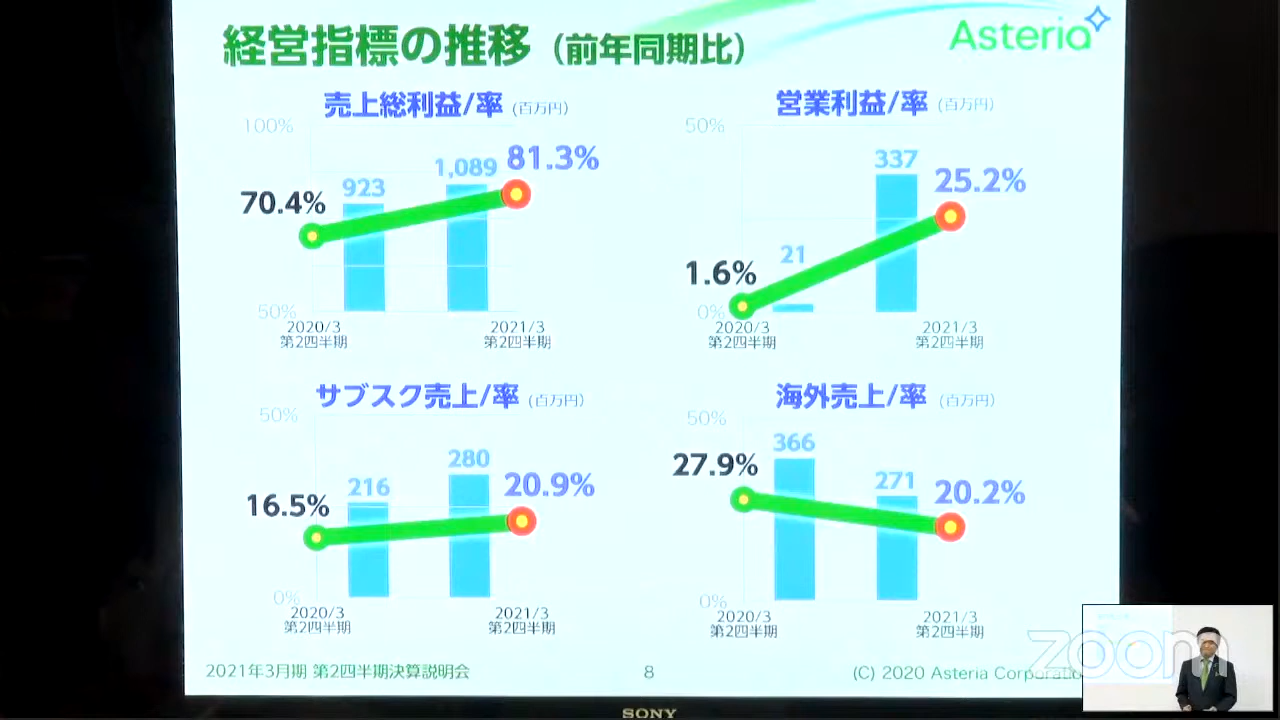 経営指標の推移（前年同期比）
Asteria
売上総利益/率（百万円）
100%
50%
70.4%
923
1,089
81.3%
2020/3
第2四半期
2021/3
第2四半期
営業利益/率（百万円）
50%
0%
1.6%
21
337
25.2%
2020/3
第2四半期
2021/3
第2四半期
サブスク売上/率（百万円）
50%
0%
16.5%
216
280
20.9%
2020/3
第2四半期
2021/3
第2四半期
海外売上/率（百万円）
50%
0%
27.9%
366
271
20.2%
2020/3
第2四半期
2021/3
第2四半期
2021年3月期 第2四半期決算説明会
8
(C) 2020 Asteria Corporatio
zoom
SONY